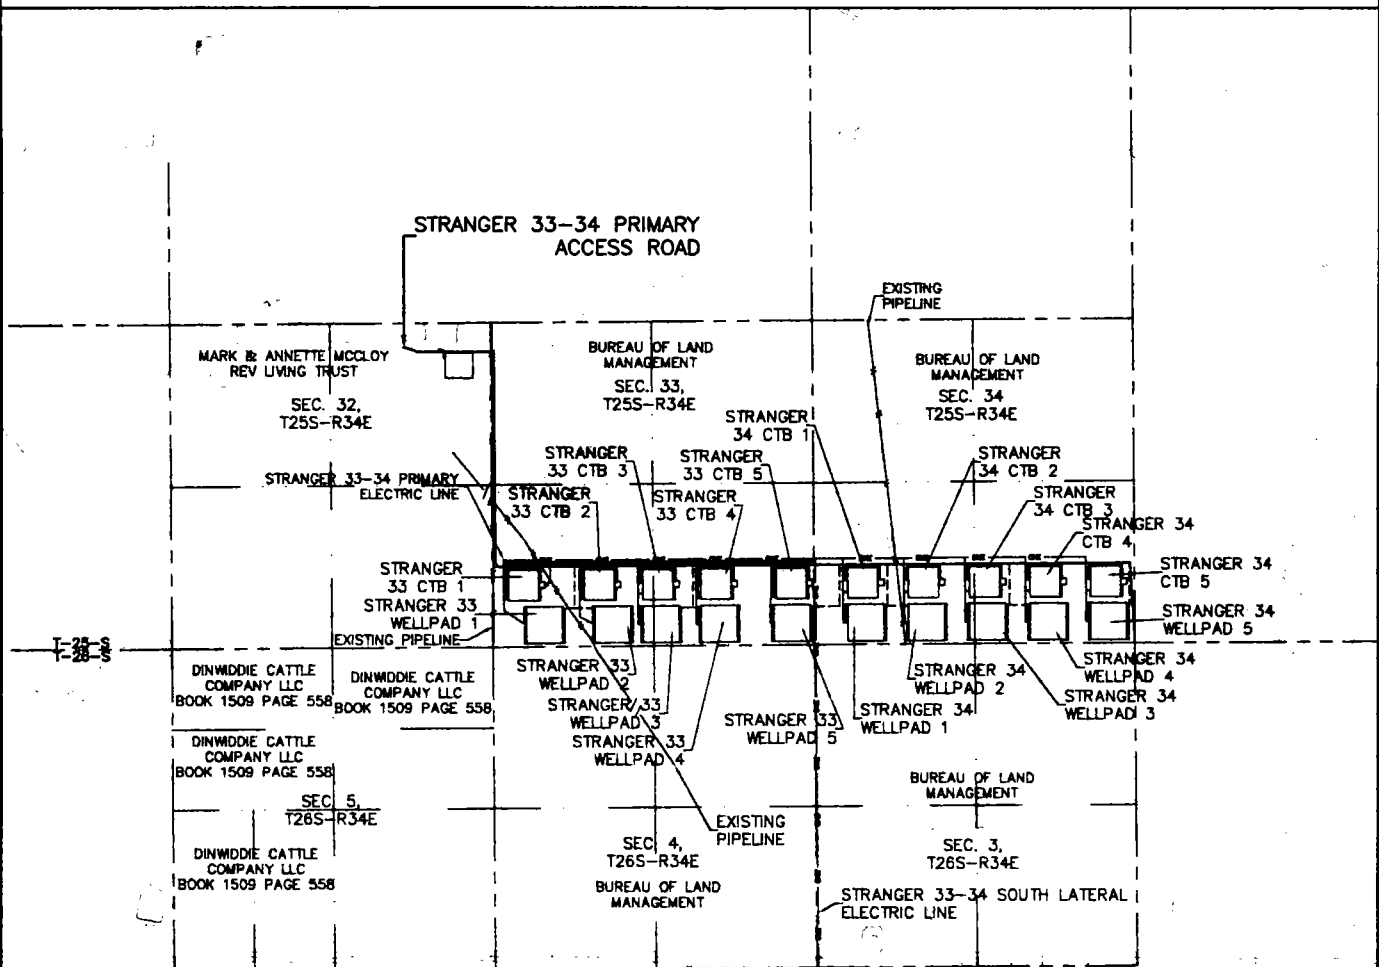 STRANGER 33-34 PRIMARY
ACCESS ROAD
EXISTING
PIPELINE
MARK & ANNETTE MCCLOY
REV LIVING TRUST
SEC. 32,
T25S-R34E
BUREAU OF LAND
MANAGEMENT
SEC. 33,
T25S-R34E
BUREAU OF LAND
MANAGEMENT
SEC. 34
T25S-R34E
STRANGER
34 CTB 1
STRANGER
33 CTB 3
STRANGER
33 CTB 5
STRANGER
34 CTB 2
STRANGER 33-34 PRIMARY
ELECTRIC LINE
STRANGER
33 CTB 2
STRANGER
33 CTB 4
STRANGER
34 CTB 3
STRANGER 34
CTB 4
STRANGER
33 CTB 1
STRANGER 34
CTB 5
STRANGER 33
WELLPAD 1
EXISTING PIPELINE
STRANGER 34
WELLPAD 5
T-25-S
T-26-S
DINWIDDIE CATTLE
COMPANY LLC
BOOK 1509 PAGE 558
DINWIDDIE CATTLE
COMPANY LLC
BOOK 1509 PAGE 558
STRANGER 33
WELLPAD 2
STRANGER 34
WELLPAD 2
STRANGER 34
WELLPAD 4
STRANGER 33
WELLPAD 3
STRANGER 33
WELLPAD 4
STRANGER 33
WELLPAD 5
STRANGER 34
WELLPAD 1
STRANGER 34
WELLPAD 3
DINWIDDIE CATTLE
COMPANY LLC
BOOK 1509 PAGE 558
SEC. 5,
T26S-R34E
BUREAU OF LAND
MANAGEMENT
EXISTING
PIPELINE
DINWIDDIE CATTLE
COMPANY LLC
BOOK 1509 PAGE 558
SEC. 4,
T26S-R34E
BUREAU OF LAND
MANAGEMENT
SEC. 3,
T26S-R34E
STRANGER 33-34 SOUTH LATERAL
ELECTRIC LINE